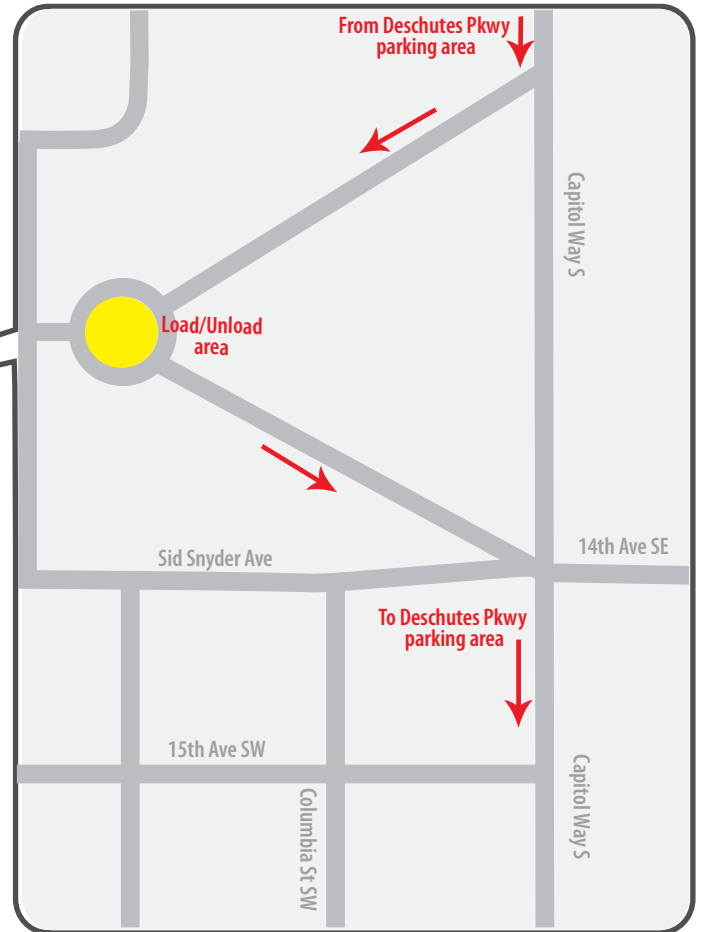 From Deschutes Pkwy
parking area
Capitol Way S
Load/Unload
area
14th Ave SE
Sid Snyder Ave
To Deschutes Pkwy
parking area
15th Ave SW
Capitol Way S
Columbia St SW